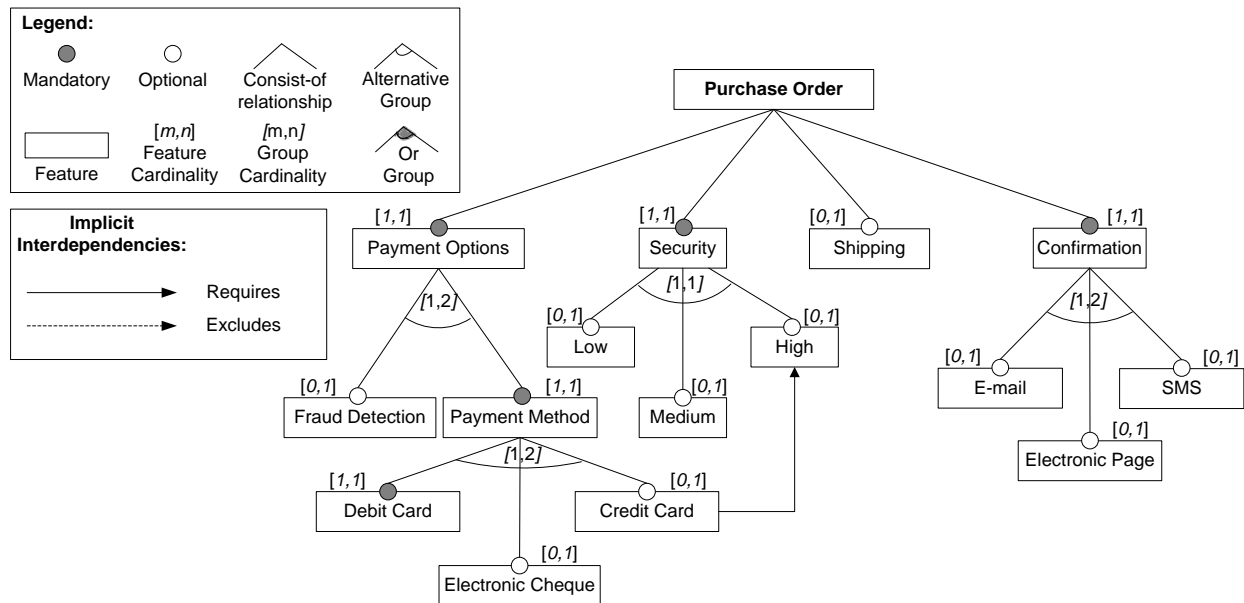 Legend:
Mandatory
Optional
Consist-of
relationship
Alternative
Group
Feature
[m,n]
Feature
Cardinality
[m,n]
Group
Cardinality
Or
Group
Implicit
Interdependencies:
Requires
Excludes
Purchase Order
[1,1]
Payment Options
[1,1]
Security
[0,1]
Shipping
[1,1]
Confirmation
[1,2]
[1,1]
[1,2]
[0,1]
Low
[0,1]
High
[0,1]
E-mail
[0,1]
SMS
[0,1]
Fraud Detection
[1,1]
Payment Method
[0,1]
Medium
[0,1]
Electronic Page
[1,2]
[1,1]
Debit Card
[0,1]
Credit Card
[0,1]
Electronic Cheque